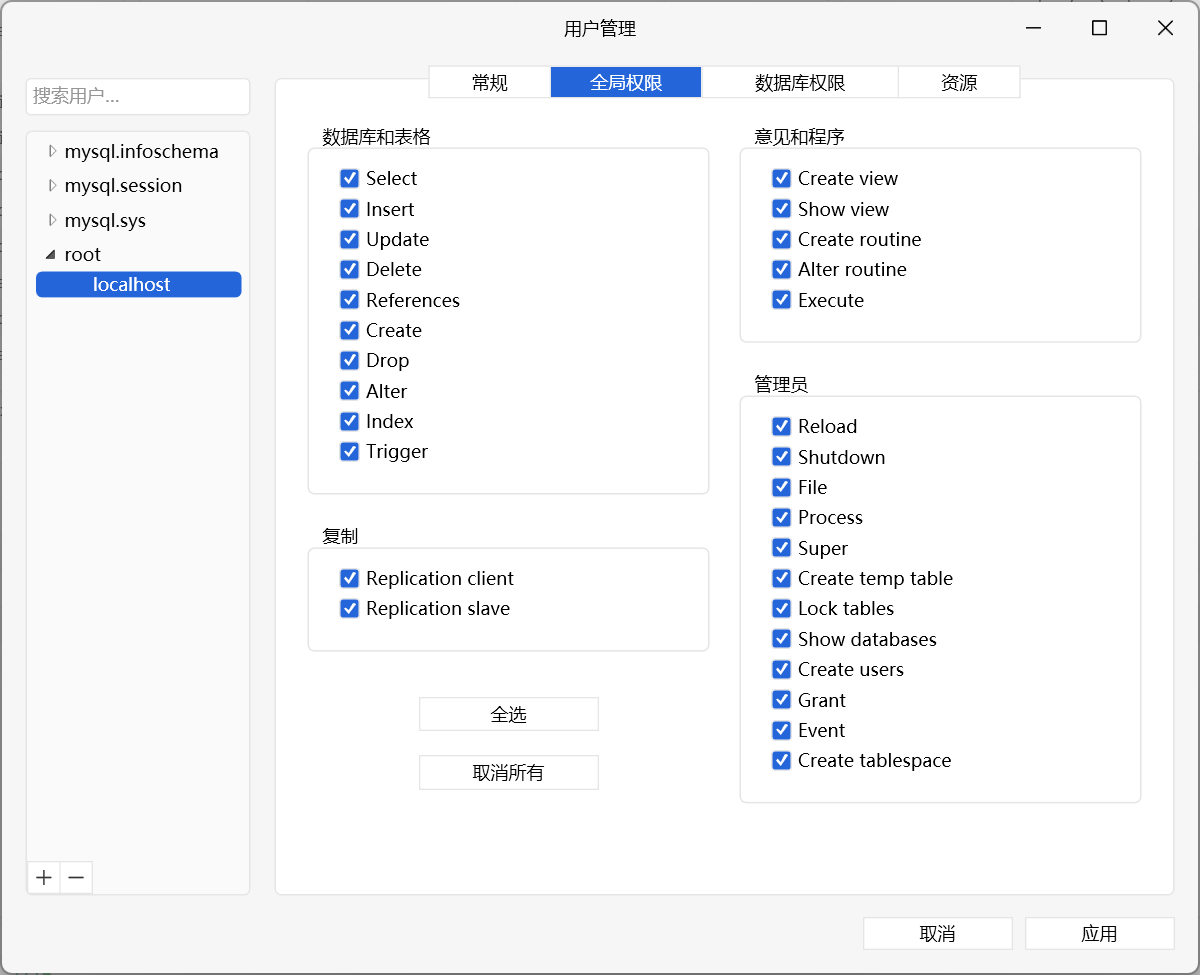 用户管理
搜索用户...
mysql.infoschema
mysql.session
mysql.sys
root
localhost
常规
全局权限
数据库权限
资源
数据库和表格
Select
Insert
Update
Delete
References
Create
Drop
Alter
Index
Trigger
复制
Replication client
Replication slave
全选
取消所有
意见和程序
Create view
Show view
Create routine
Alter routine
Execute
管理员
Reload
Shutdown
File
Process
Super
Create temp table
Lock tables
Show databases
Create users
Grant
Event
Create tablespace
取消
应用